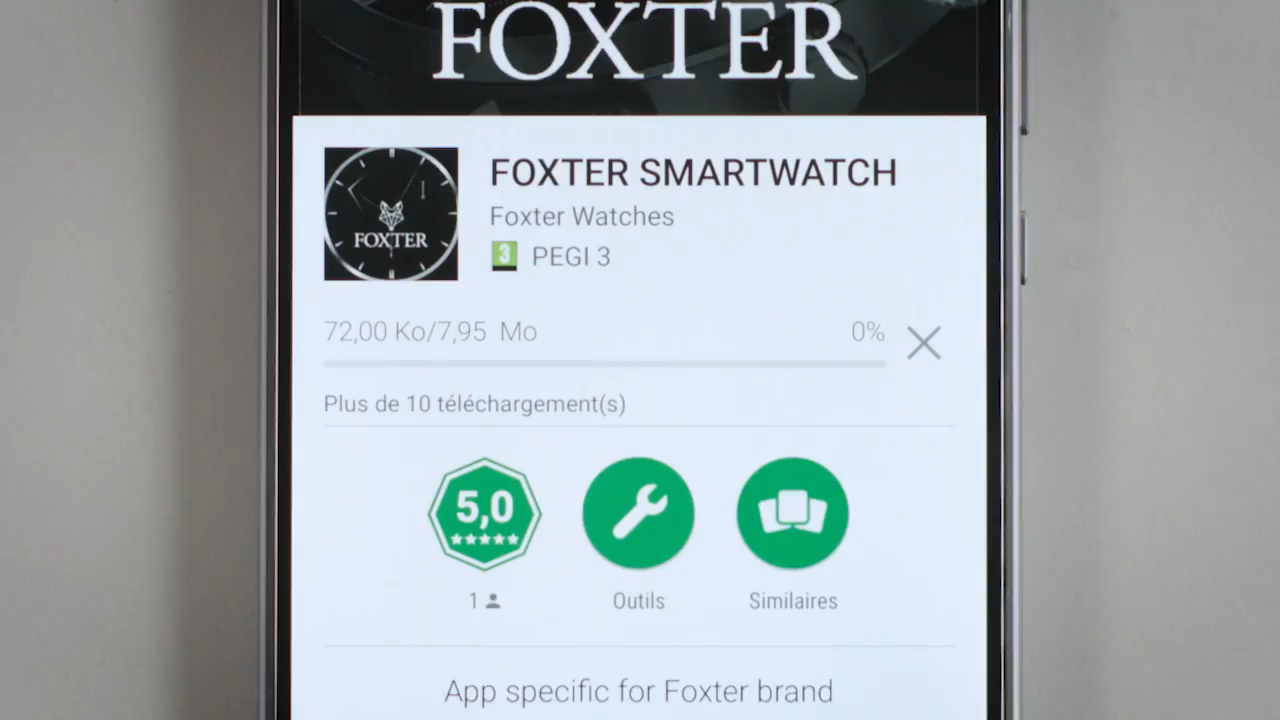 FOXTER
FOXTER SMARTWATCH
Foxter Watches
FOXTER
3 PEGI 3
72,00 Ko/7,95 Mo 0%
Plus de 10 téléchargement(s)
5,0
1
Outils
Similaires
App specific for Foxter brand